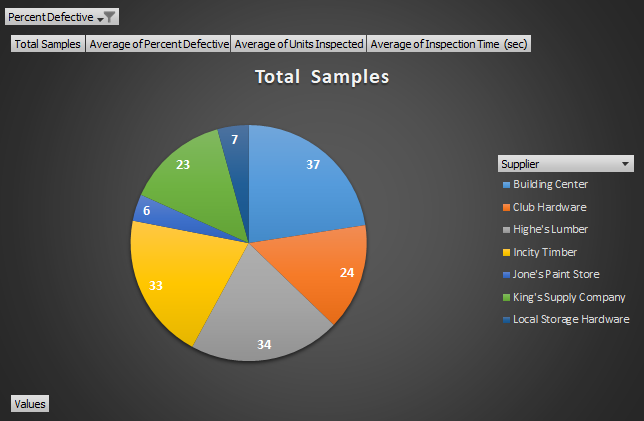 Percent Defective
Total Samples Average of Percent Defective Average of Units Inspected Average of Inspection Time (sec)
Total Samples
37
24
34
33
6
23
7
Supplier
Building Center
Club Hardware
Highe's Lumber
Incity Timber
Jone's Paint Store
King's Supply Company
Local Storage Hardware
Values